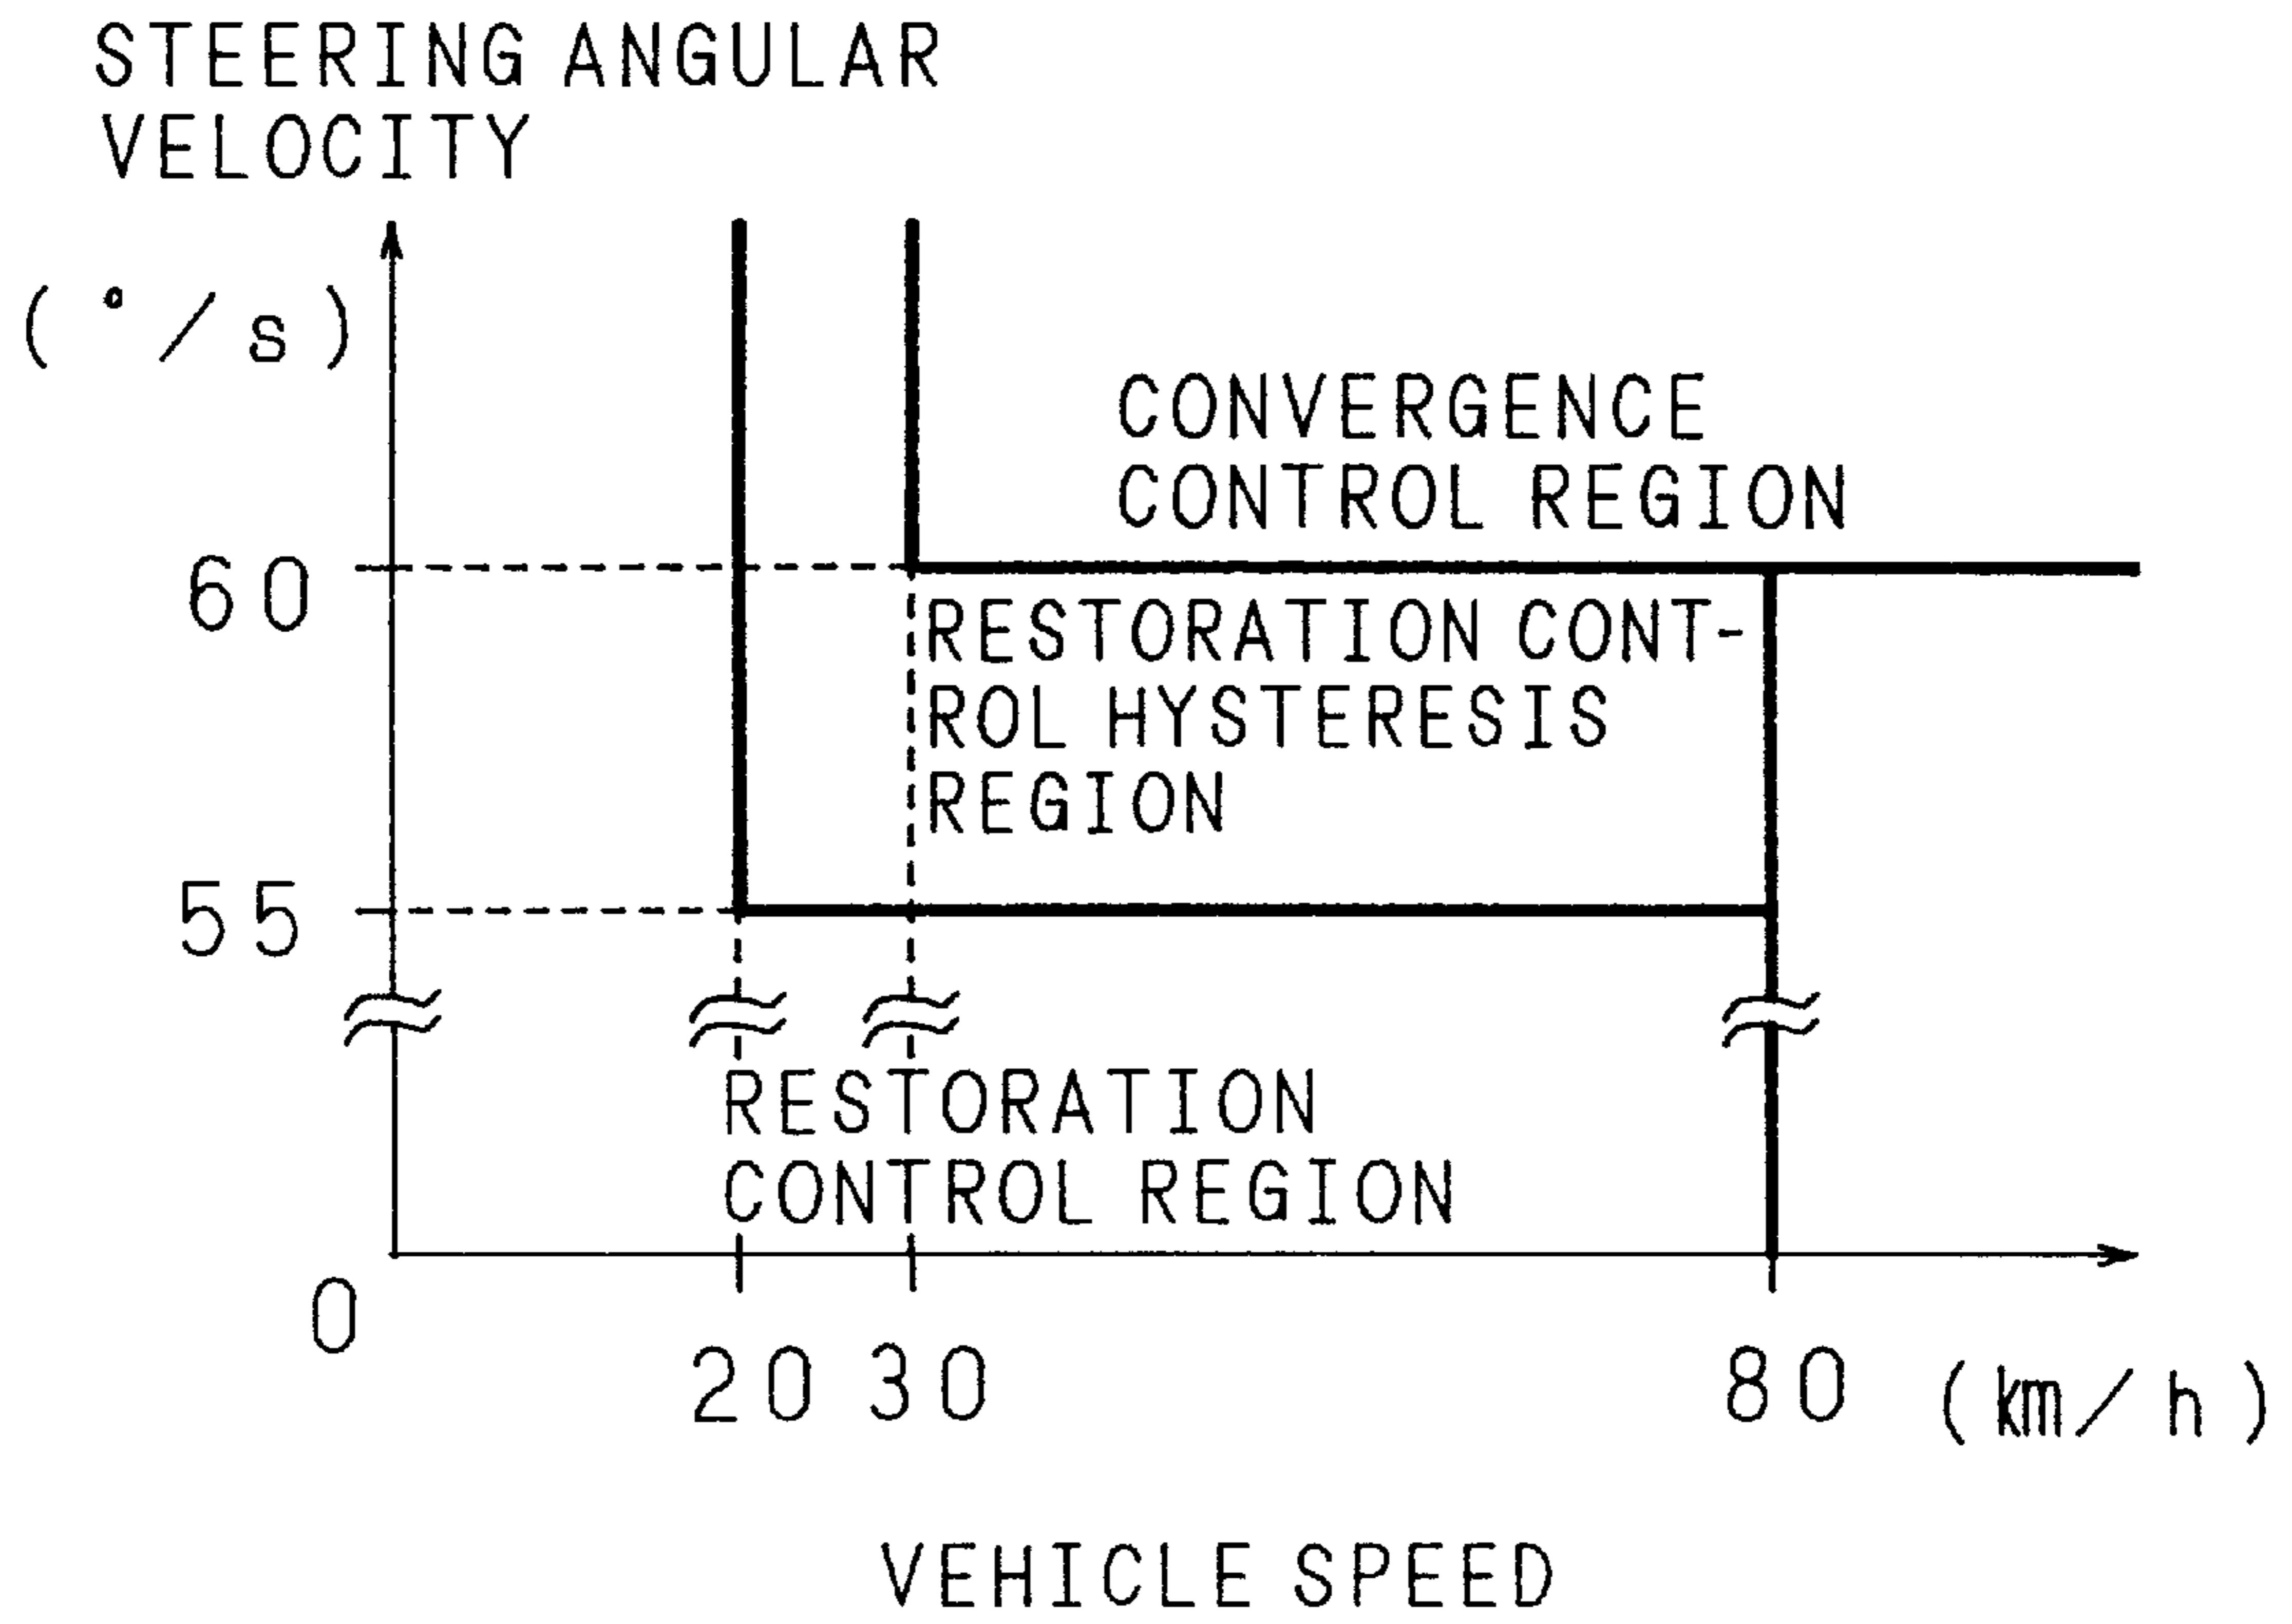 STEERING ANGULAR
VELOCITY
(°/s)
CONVERGENCE
CONTROL REGION
60
RESTORATION CONT-
ROL HYSTERESIS
REGION
55
RESTORATION
CONTROL REGION
0
20 30 80 (km/h)
VEHICLE SPEED